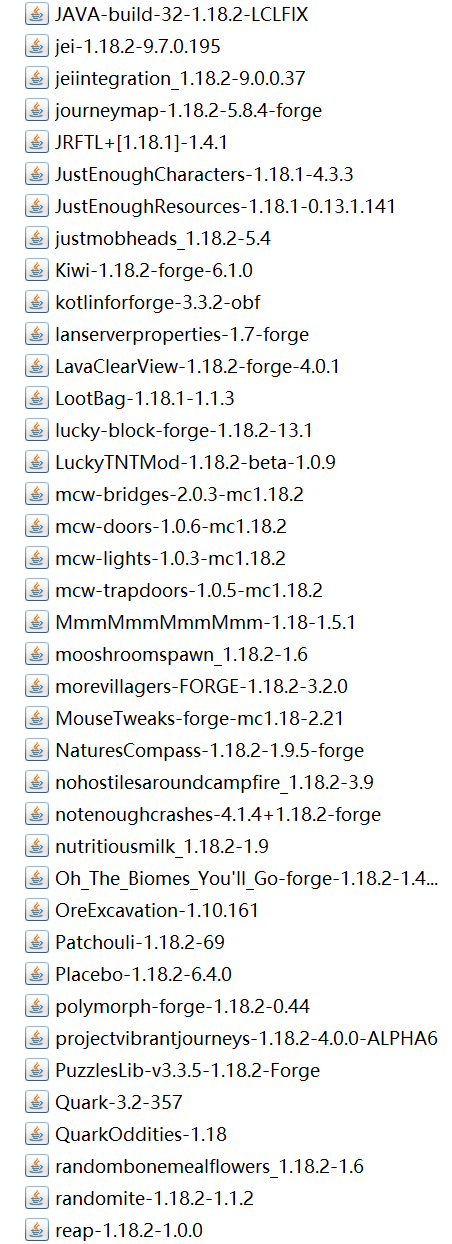 JAVA-build-32-1.18.2-LCLFIX
jei-1.18.2-9.7.0.195
jeiintegration_1.18.2-9.0.0.37
journeymap-1.18.2-5.8.4-forge
JRFTL+[1.18.1]-1.4.1
JustEnoughCharacters-1.18.1-4.3.3
JustEnoughResources-1.18.1-0.13.1.141
justmobheads_1.18.2-5.4
Kiwi-1.18.2-forge-6.1.0
kotlinforforge-3.3.2-obf
lanserverproperties-1.7-forge
LavaClearView-1.18.2-forge-4.0.1
LootBag-1.18.1-1.1.3
lucky-block-forge-1.18.2-13.1
LuckyTNTMod-1.18.2-beta-1.0.9
mcw-bridges-2.0.3-mc1.18.2
mcw-doors-1.0.6-mc1.18.2
mcw-lights-1.0.3-mc1.18.2
mcw-trapdoors-1.0.5-mc1.18.2
MmmMmmMmmMmm-1.18-1.5.1
mooshroomspawn_1.18.2-1.6
morevillagers-FORGE-1.18.2-3.2.0
MouseTweaks-forge-mc1.18-2.21
NaturesCompass-1.18.2-1.9.5-forge
nohostilesaroundcampfire_1.18.2-3.9
notenoughcrashes-4.1.4+1.18.2-forge
nutritiousmilk_1.18.2-1.9
Oh_The_Biomes_You'll_Go-forge-1.18.2-1.4...
OreExcavation-1.10.161
Patchouli-1.18.2-69
Placebo-1.18.2-6.4.0
polymorph-forge-1.18.2-0.44
projectvibrantjourneys-1.18.2-4.0.0-ALPHA6
PuzzlesLib-v3.3.5-1.18.2-Forge
Quark-3.2-357
QuarkOddities-1.18
randombonemealflowers_1.18.2-1.6
randomite-1.18.2-1.1.2
reap-1.18.2-1.0.0